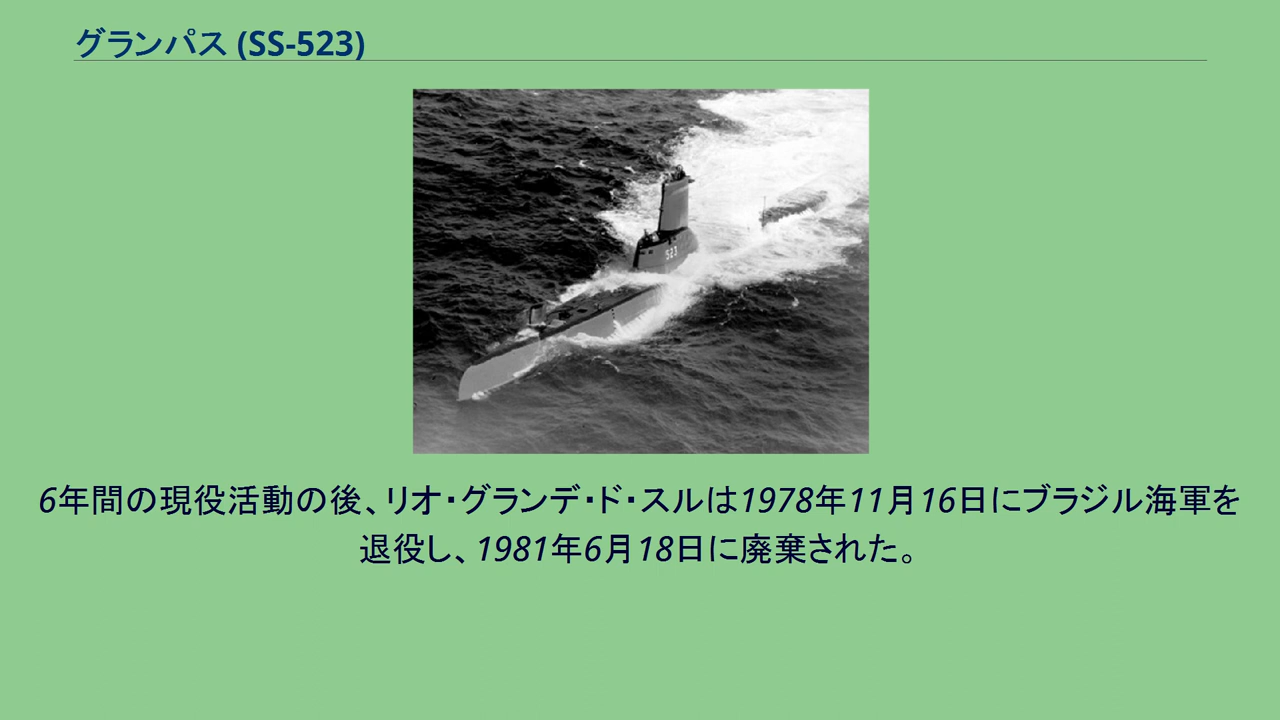 グランパス (SS-523)
523
6年間の現役活動の後、リオ・グランデ・ド・スルは1978年11月16日にブラジル海軍を
退役し、1981年6月18日に廃棄された。